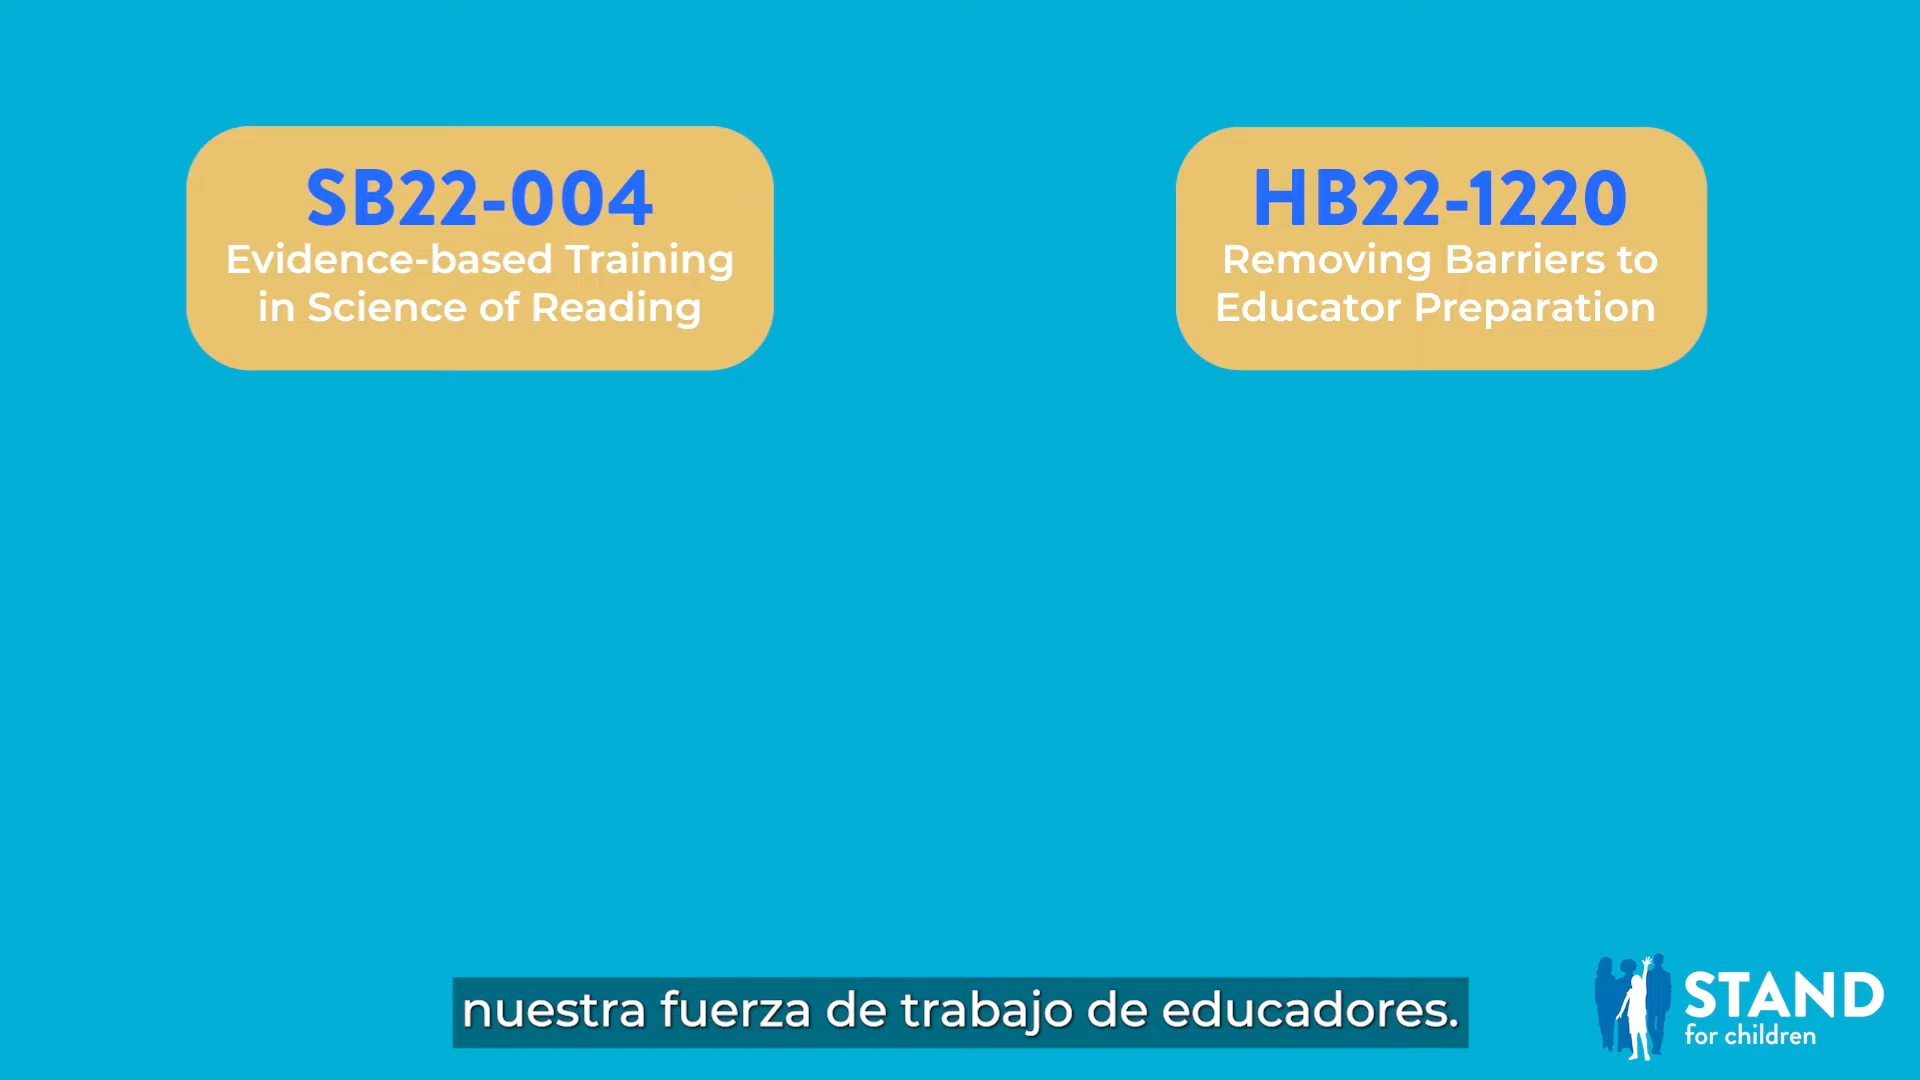 SB22-004
Evidence-based Training
in Science of Reading
HB22-1220
Removing Barriers to
Educator Preparation
nuestra fuerza de trabajo de educadores.
STAND
for children